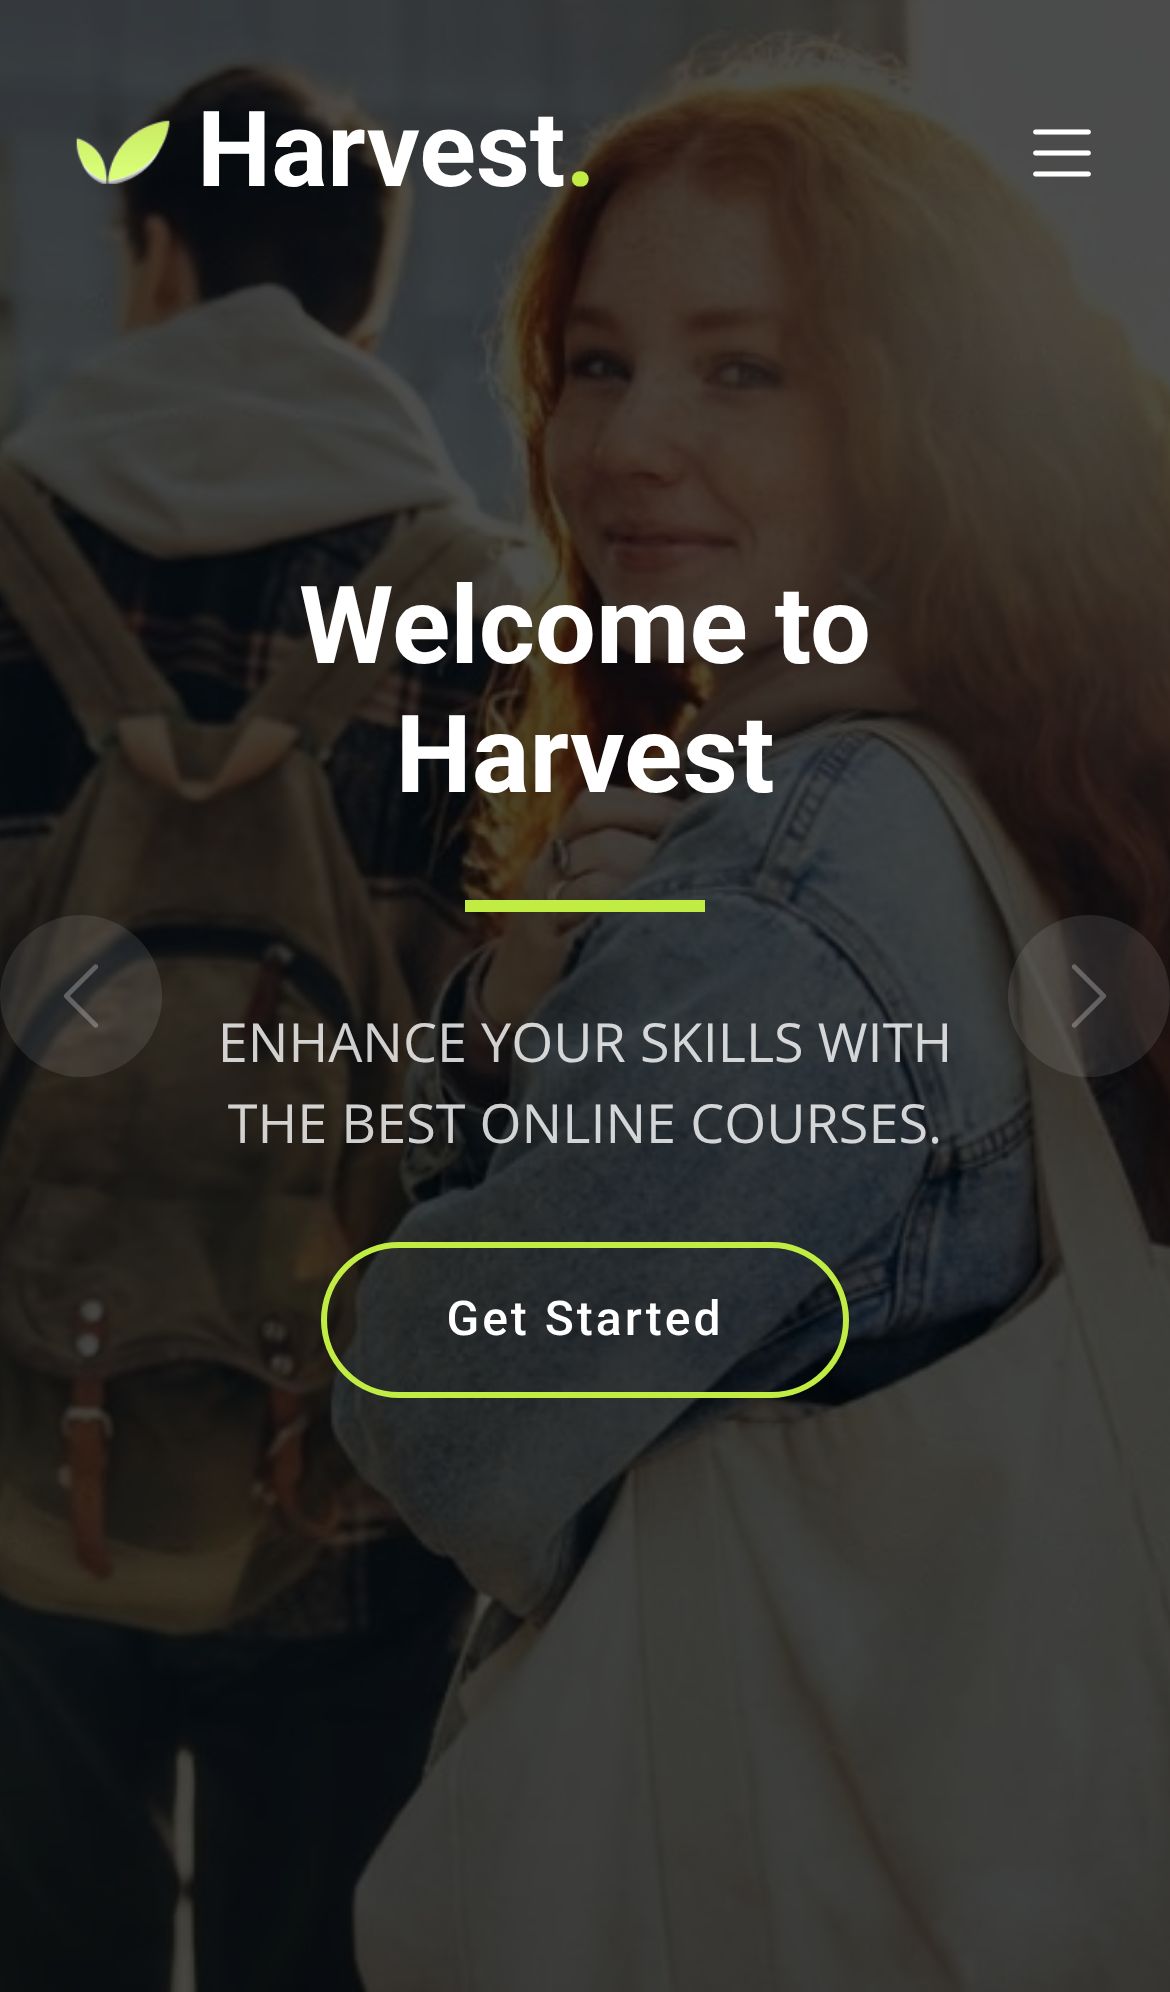 Harvest.
Welcome to
Harvest
ENHANCE YOUR SKILLS WITH
THE BEST ONLINE COURSES.
Get Started